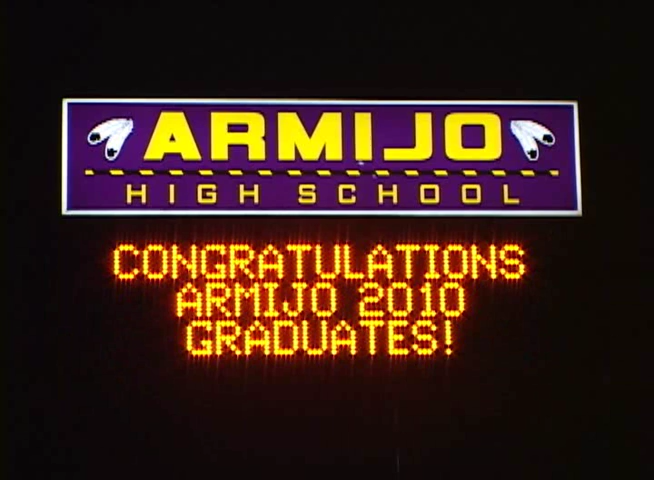 ARMIJO
HIGH SCHOOL
CONGRATULATIONS
ARMIJO 2010
GRADUATES!